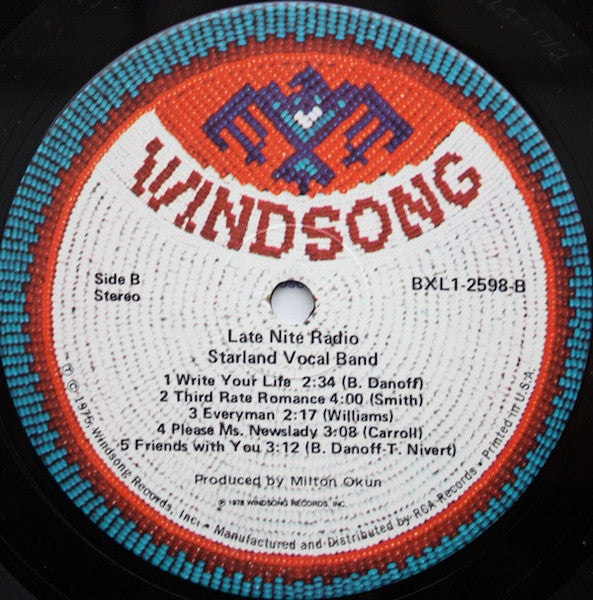 WINDSONG
Side B
Stereo
BXL1-2598-B
Late Nite Radio
Starland Vocal Band
1 Write Your Life 2:34 (B. Danoff)
2 Third Rate Romance 4:00 (Smith)
3 Everyman 2:17 (Williams)
4 Please Ms. Newslady 3:08 (Carroll)
5 Friends with You 3:12 (B. Danoff-T. Nivert)
Produced by Milton Okun
℗ 1978 WINDSONG RECORDS, INC.
TM © 1975, Windsong Records, Inc. • Manufactured and Distributed by RCA Records • Printed in U.S.A.